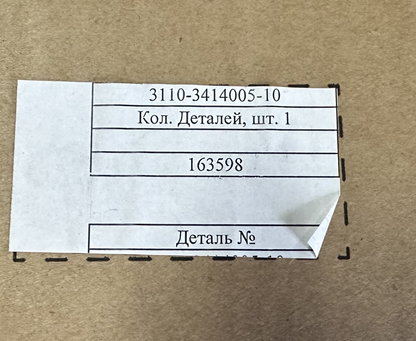 3110-3414005-10
Кол. Деталей, шт. 1
163598
Деталь №